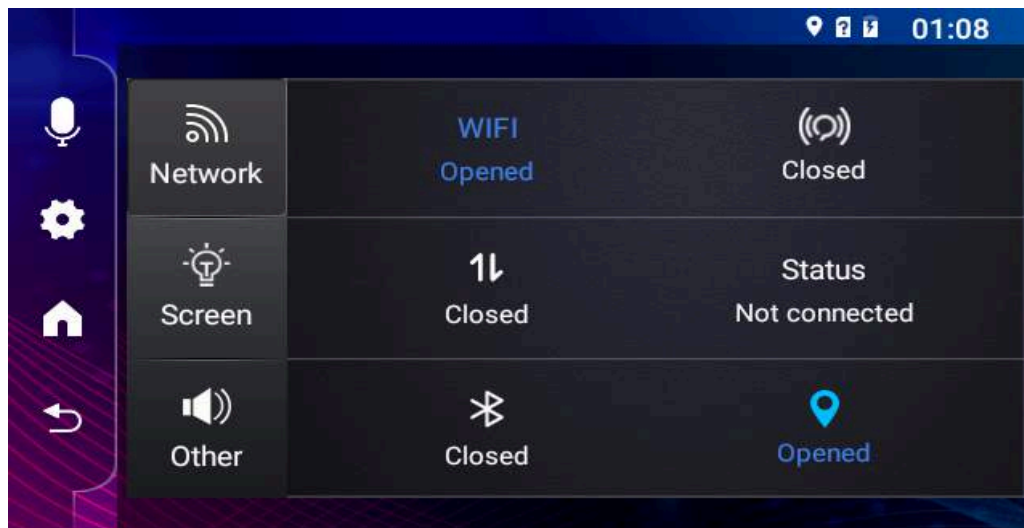 01:08
Network
WIFI
Opened
Closed
Screen
Closed
Status
Not connected
Other
Closed
Opened